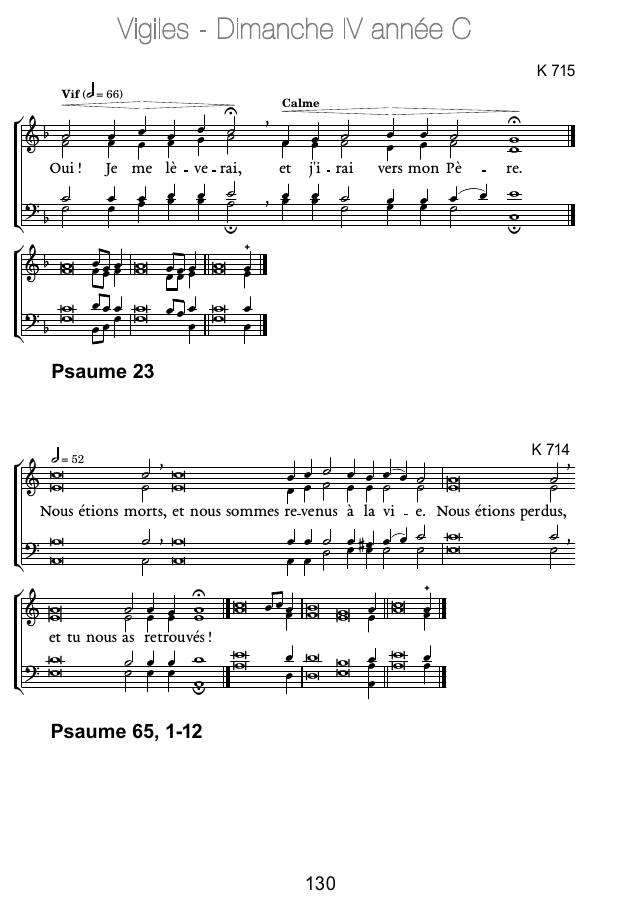 Vigiles - Dimanche IV année C
K 715
Vif (𝅗𝅥 = 66)
Calme
Oui ! Je me lè - ve - rai, et j'i - rai vers mon Pè - re.
Psaume 23
K 714
𝅗𝅥 = 52
Nous étions morts, et nous sommes re-venus à la vi - e. Nous étions perdus,
et tu nous as retrouvés !
Psaume 65, 1-12
130